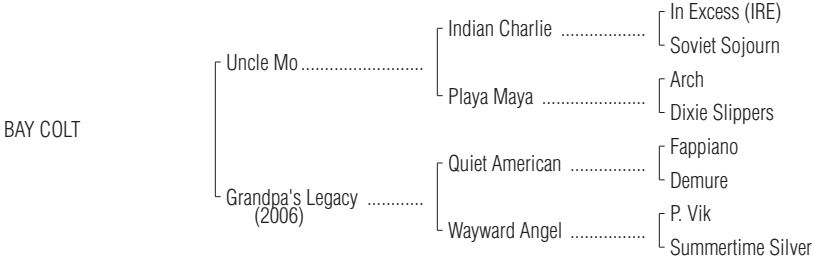 In Excess (IRE)
Indian Charlie ..................
Soviet Sojourn
Uncle Mo ..........................
Arch
Playa Maya ......................
Dixie Slippers
BAY COLT
Fappiano
Quiet American ................
Demure
Grandpa's Legacy ............
(2006)
P. Vik
Wayward Angel ................
Summertime Silver